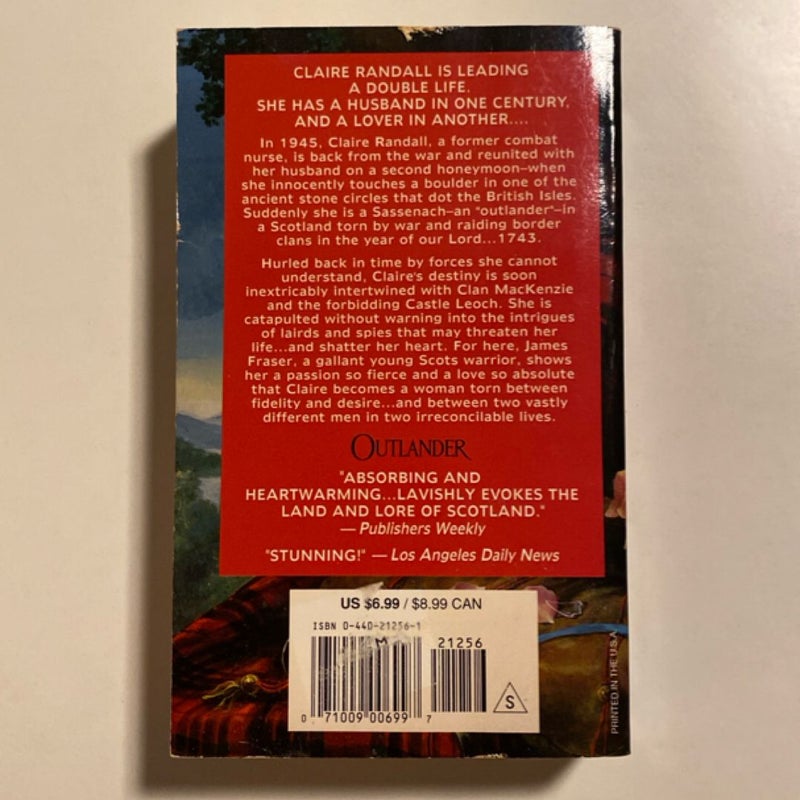 CLAIRE RANDALL IS LEADING
A DOUBLE LIFE.
SHE HAS A HUSBAND IN ONE CENTURY,
AND A LOVER IN ANOTHER....
In 1945, Claire Randall, a former combat
nurse, is back from the war and reunited with
her husband on a second honeymoon–when
she innocently touches a boulder in one of the
ancient stone circles that dot the British Isles.
Suddenly she is a Sassenach–an "outlander"–in
a Scotland torn by war and raiding border
clans in the year of our Lord...1743.
Hurled back in time by forces she cannot
understand, Claire's destiny is soon
inextricably intertwined with Clan MacKenzie
and the forbidding Castle Leoch. She is
catapulted without warning into the intrigues
of lairds and spies that may threaten her
life...and shatter her heart. For here, James
Fraser, a gallant young Scots warrior, shows
her a passion so fierce and a love so absolute
that Claire becomes a woman torn between
fidelity and desire...and between two vastly
different men in two irreconcilable lives.
OUTLANDER
"ABSORBING AND
HEARTWARMING...LAVISHLY EVOKES THE
LAND AND LORE OF SCOTLAND."
— Publishers Weekly
"STUNNING!" — Los Angeles Daily News
US $6.99 / $8.99 CAN
ISBN 0-440-21256-1
M
21256
S
0 71009 00699 7
PRINTED IN THE U.S.A.